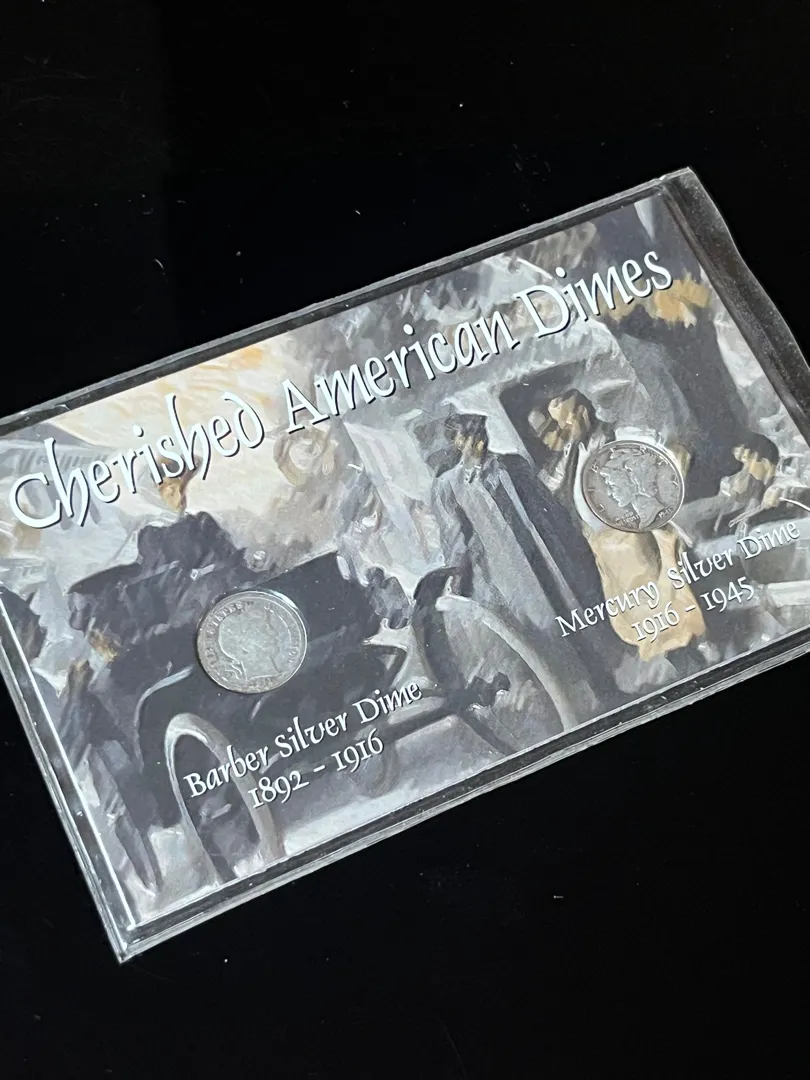 Cherished American Dimes
Mercury Silver Dime
1916 - 1945
Barber Silver Dime
1892 - 1916